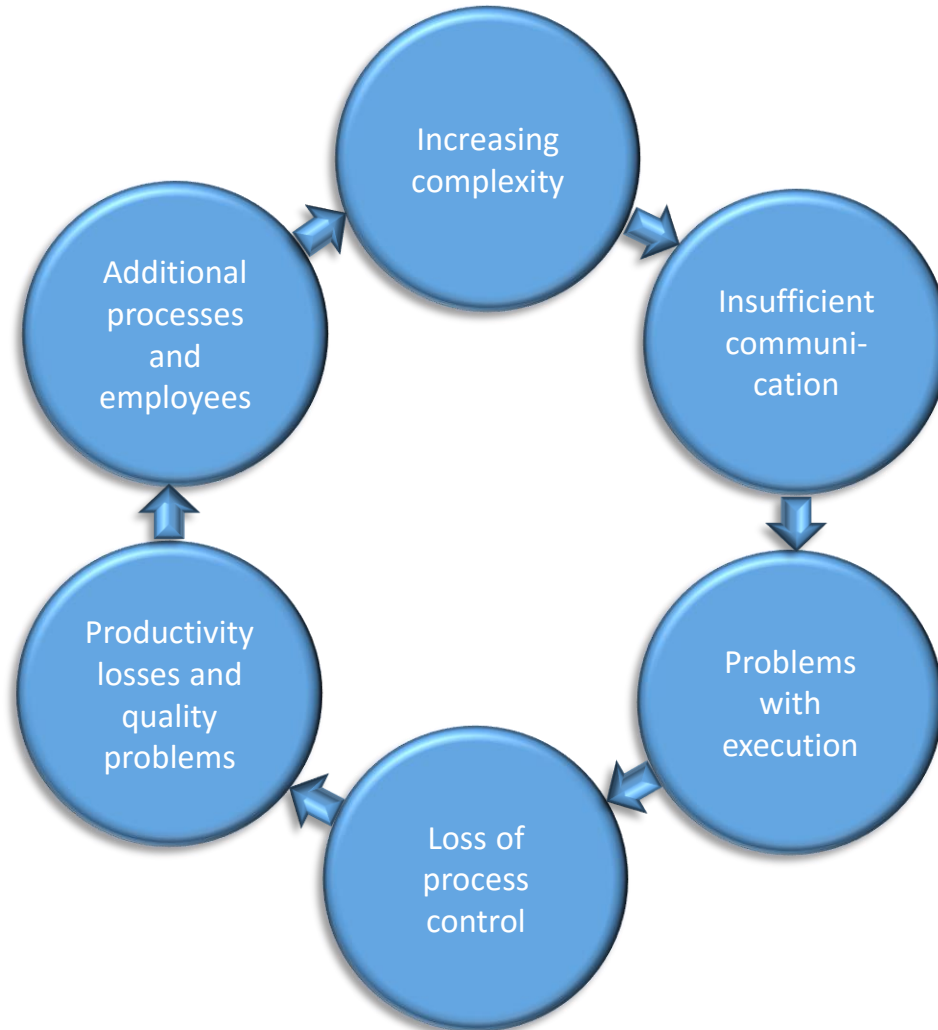 Increasing
complexity
Insufficient
communi-
cation
Problems
with
execution
Loss of
process
control
Productivity
losses and
quality
problems
Additional
processes
and
employees